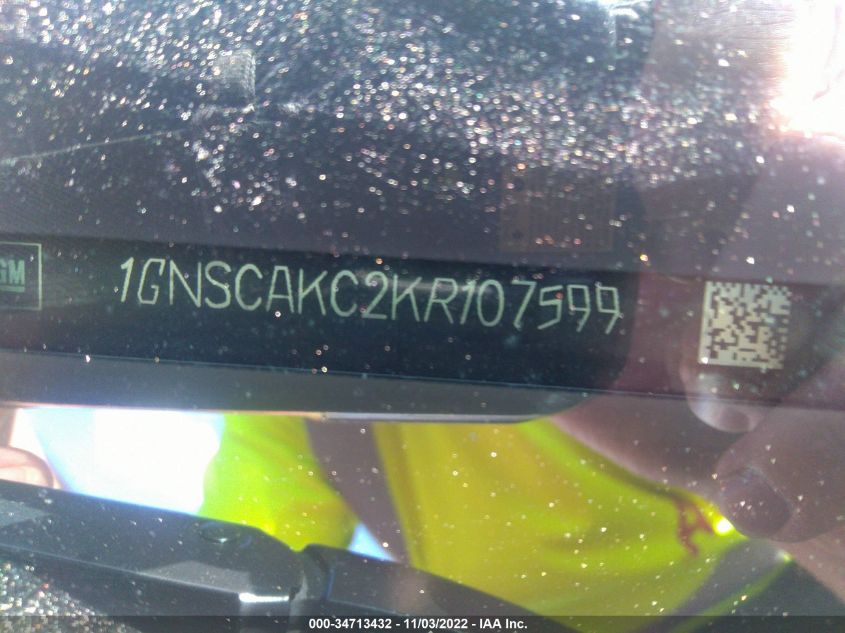 GM
1GNSCAKC2KR107599
000-34713432 - 11/03/2022 - IAA Inc.